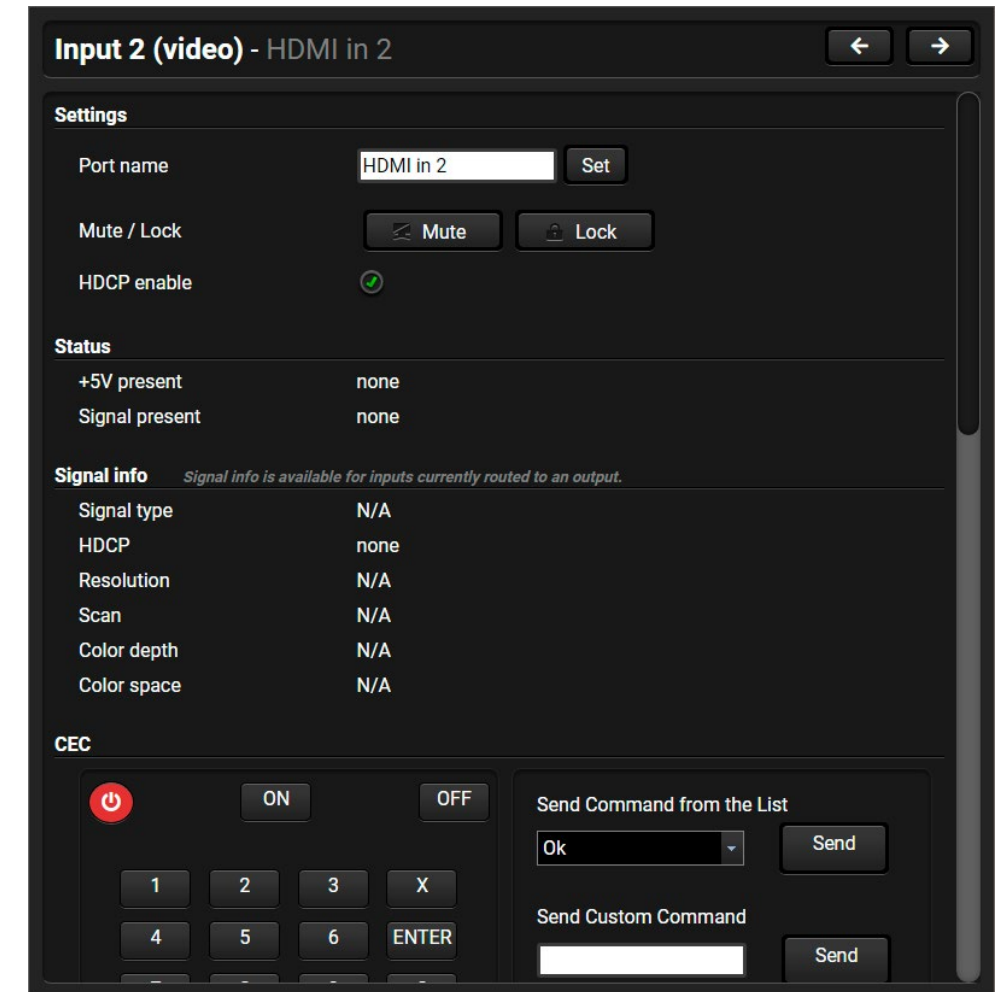 Input 2 (video) - HDMI in 2
Settings
Port name HDMI in 2 Set
Mute / Lock Mute Lock
HDCP enable
Status
+5V present none
Signal present none
Signal info Signal info is available for inputs currently routed to an output.
Signal type N/A
HDCP none
Resolution N/A
Scan N/A
Color depth N/A
Color space N/A
CEC
ON OFF
Send Command from the List
Ok Send
1 2 3 X
Send Custom Command
4 5 6 ENTER
Send